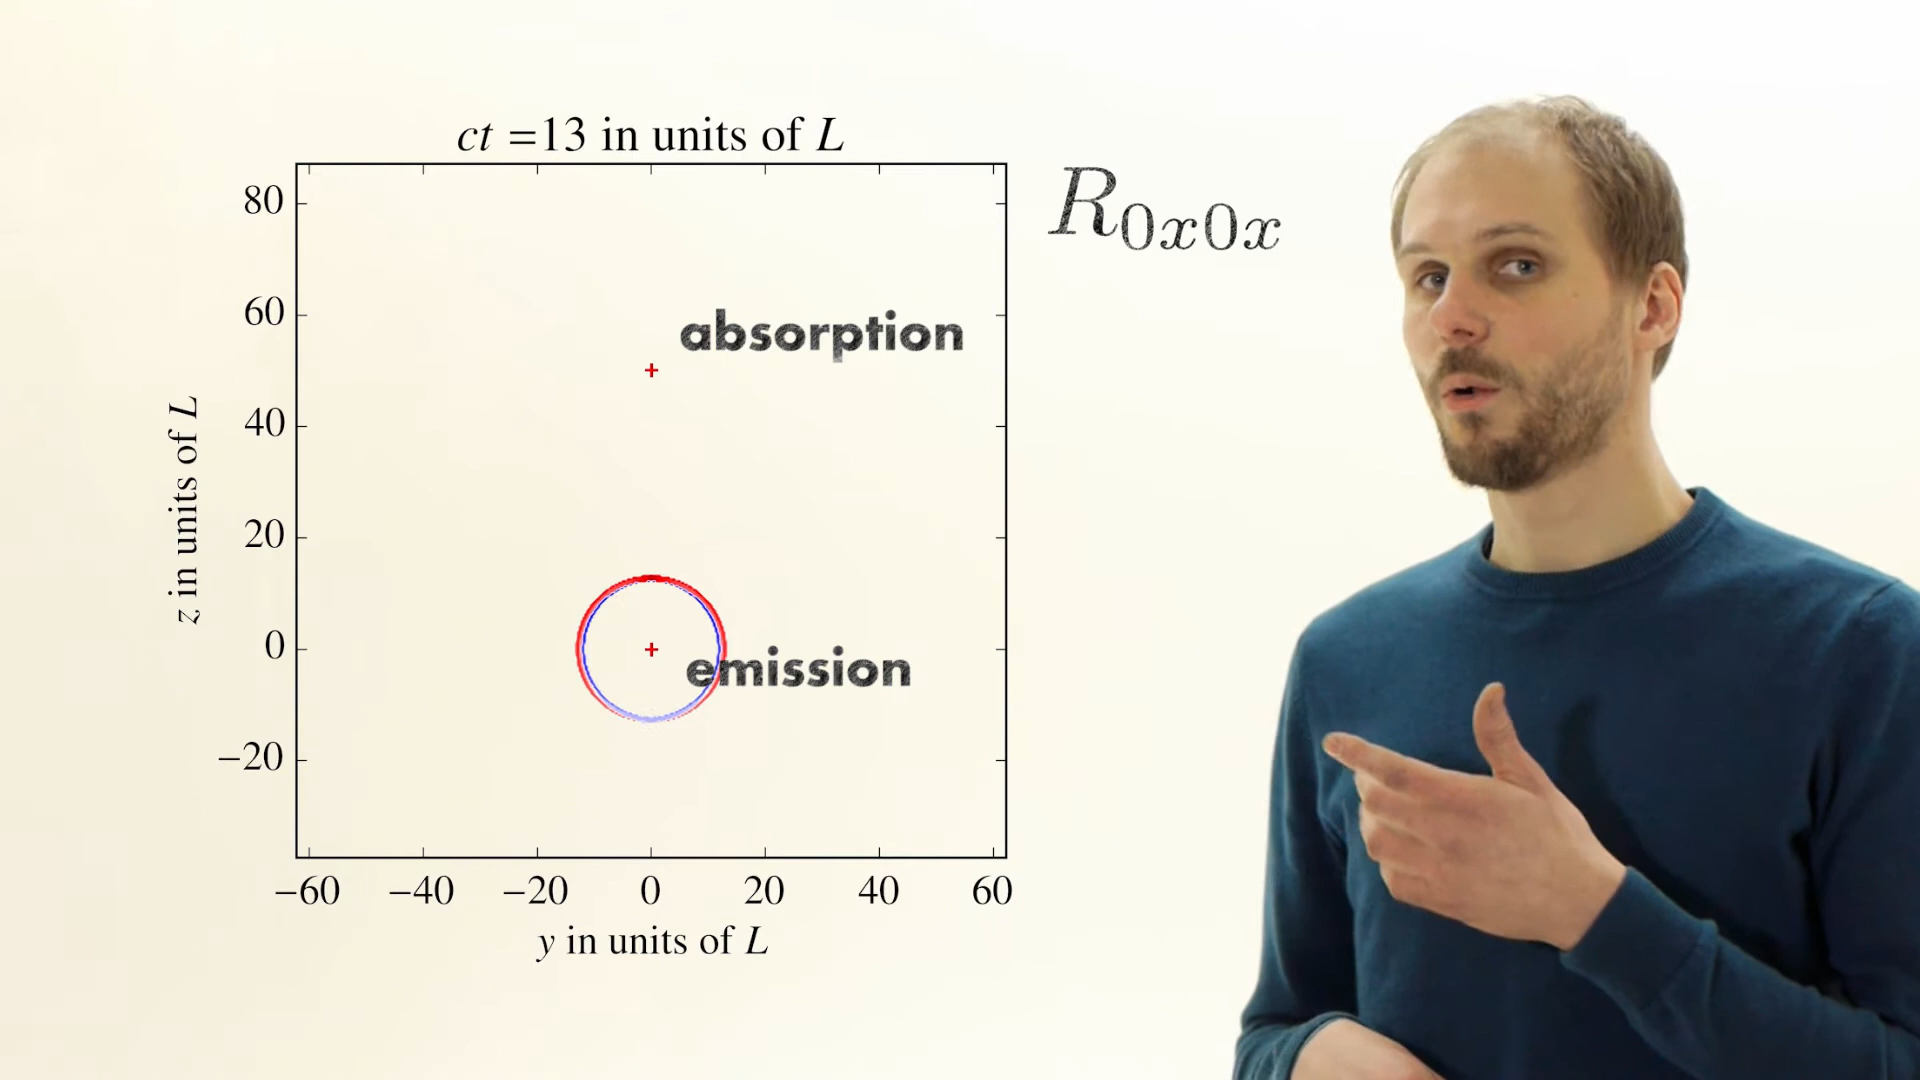 ct =13 in units of L
R0x0x
80
60
absorption
40
z in units of L
20
0
emission
−20
−60 −40 −20 0 20 40 60
y in units of L